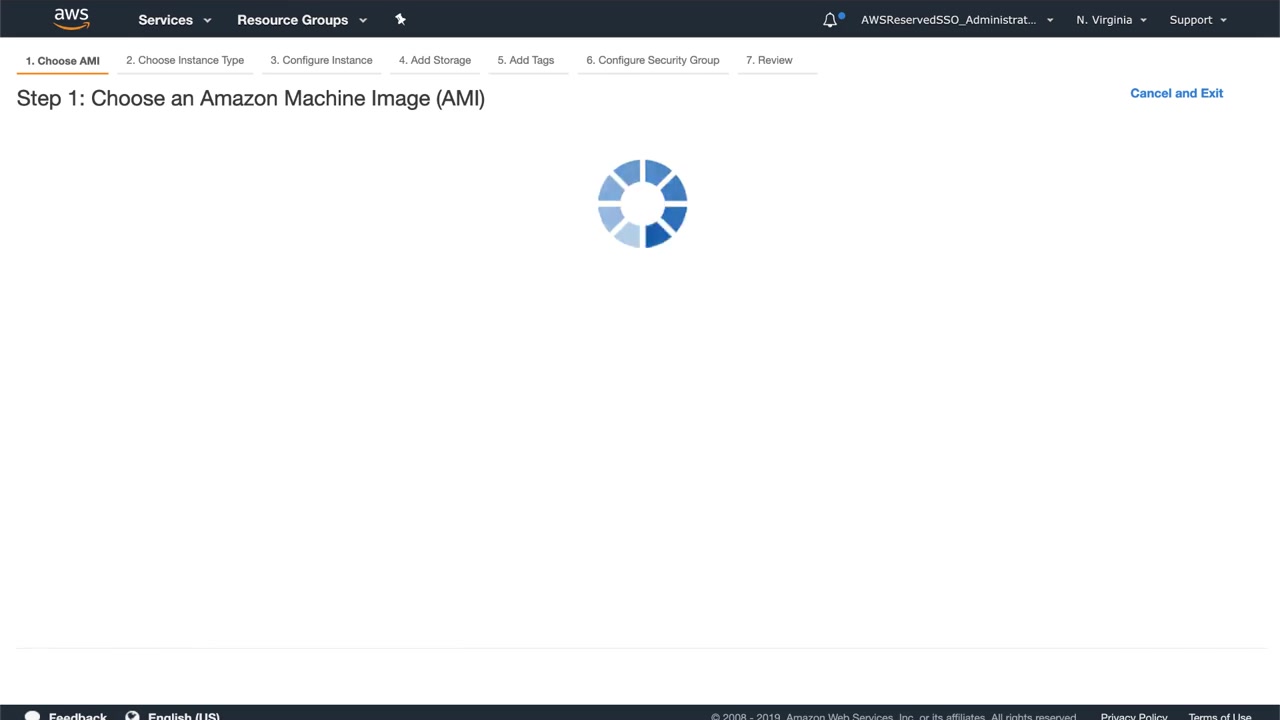 aws Services Resource Groups AWSReservedSSO_Administrat... N. Virginia Support
1. Choose AMI 2. Choose Instance Type 3. Configure Instance 4. Add Storage 5. Add Tags 6. Configure Security Group 7. Review
Step 1: Choose an Amazon Machine Image (AMI)
Cancel and Exit
Feedback English (US) © 2008 - 2019, Amazon Web Services, Inc. or its affiliates. All rights reserved. Privacy Policy Terms of Use